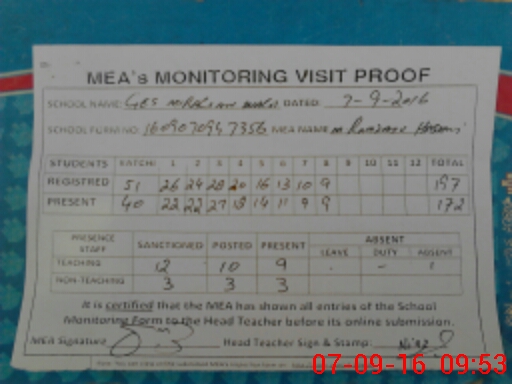 MEA's MONITORING VISIT PROOF
SCHOOL NAME: GES DATED: 7-9-2016
SCHOOL FORM NO. MEA NAME
STUDENTS KATCHI 1 2 3 4 5 6 7 8 9 10 11 12 TOTAL
REGISTRED 51 26 24 28 20 16 13 10 9 197
PRESENT 40 22 22 27 18 14 11 9 9 172
PRESENCE STAFF SANCTIONED POSTED PRESENT ABSENT
LEAVE DUTY ABSENT
TEACHING 12 10 9 . - 1
NON-TEACHING 3 3 3
It is certified that the MEA has shown all entries of the School
Monitoring Form to the Head Teacher before its online submission.
MEA Signature Head Teacher Sign & Stamp:
07-09-16 09:53